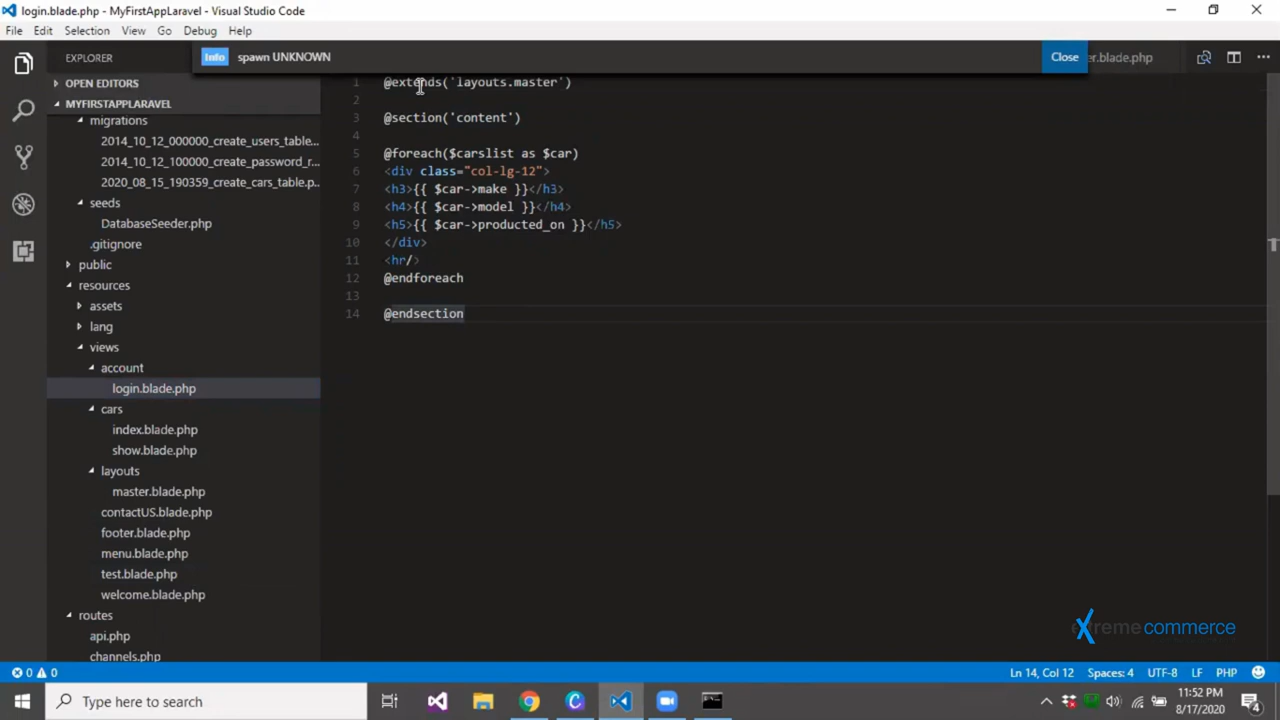 login.blade.php - MyFirstAppLaravel - Visual Studio Code
File Edit Selection View Go Debug Help
EXPLORER
Info spawn UNKNOWN
Close
er.blade.php
OPEN EDITORS
MYFIRSTAPPLARAVEL
migrations
2014_10_12_000000_create_users_table...
2014_10_12_100000_create_password_r...
2020_08_15_190359_create_cars_table.p...
seeds
DatabaseSeeder.php
.gitignore
public
resources
assets
lang
views
account
login.blade.php
cars
index.blade.php
show.blade.php
layouts
master.blade.php
contactUS.blade.php
footer.blade.php
menu.blade.php
test.blade.php
welcome.blade.php
routes
api.php
channels.php
1 @extends('layouts.master')
2
3 @section('content')
4
5 @foreach($carslist as $car)
6 <div class="col-lg-12">
7 <h3>{{ $car->make }}</h3>
8 <h4>{{ $car->model }}</h4>
9 <h5>{{ $car->producted_on }}</h5>
10 </div>
11 <hr/>
12 @endforeach
13
14 @endsection
extreme commerce
0 0
Ln 14, Col 12 Spaces: 4 UTF-8 LF PHP
Type here to search
11:52 PM
8/17/2020
4